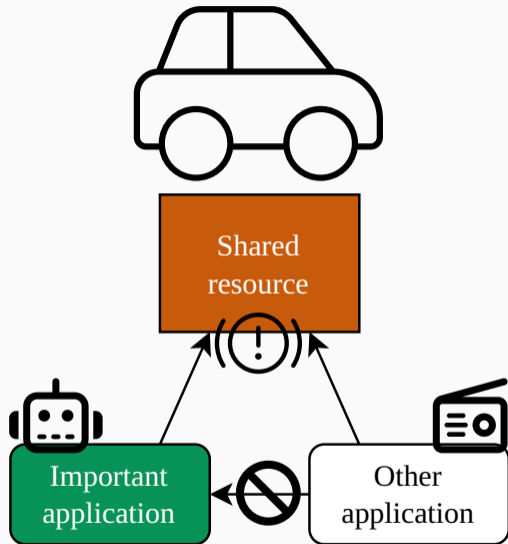 Shared
resource
Important
application
Other
application